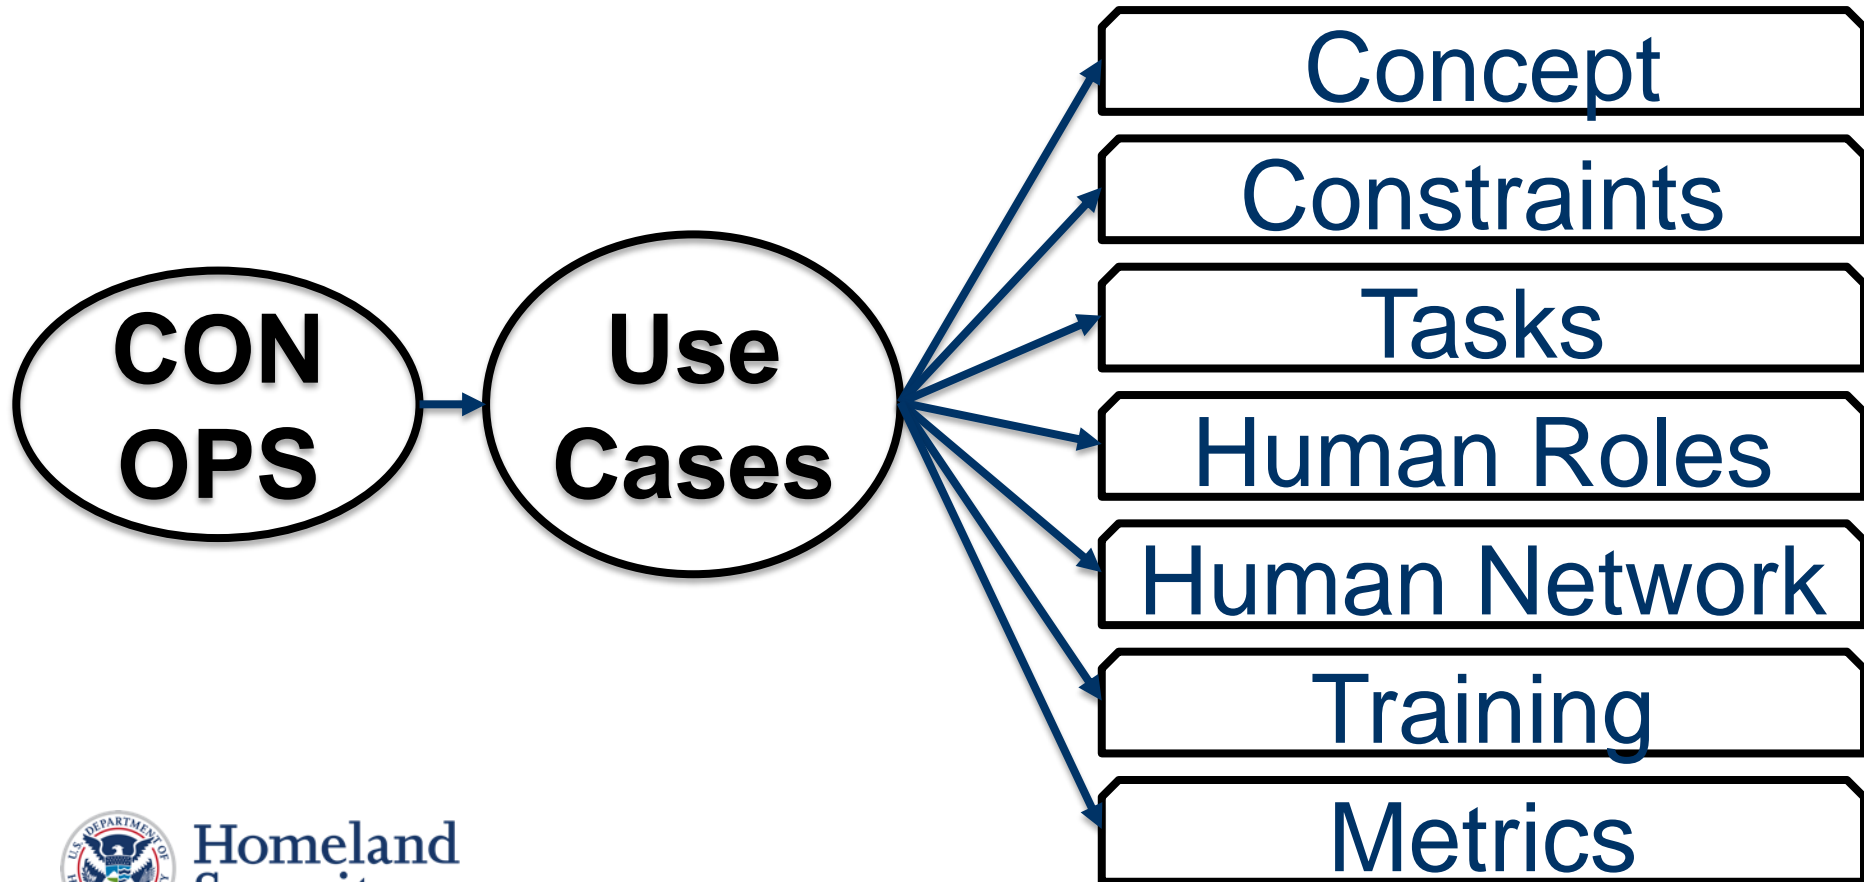 CON
OPS
Use
Cases
Concept
Constraints
Tasks
Human Roles
Human Network
Training
Metrics
Homeland